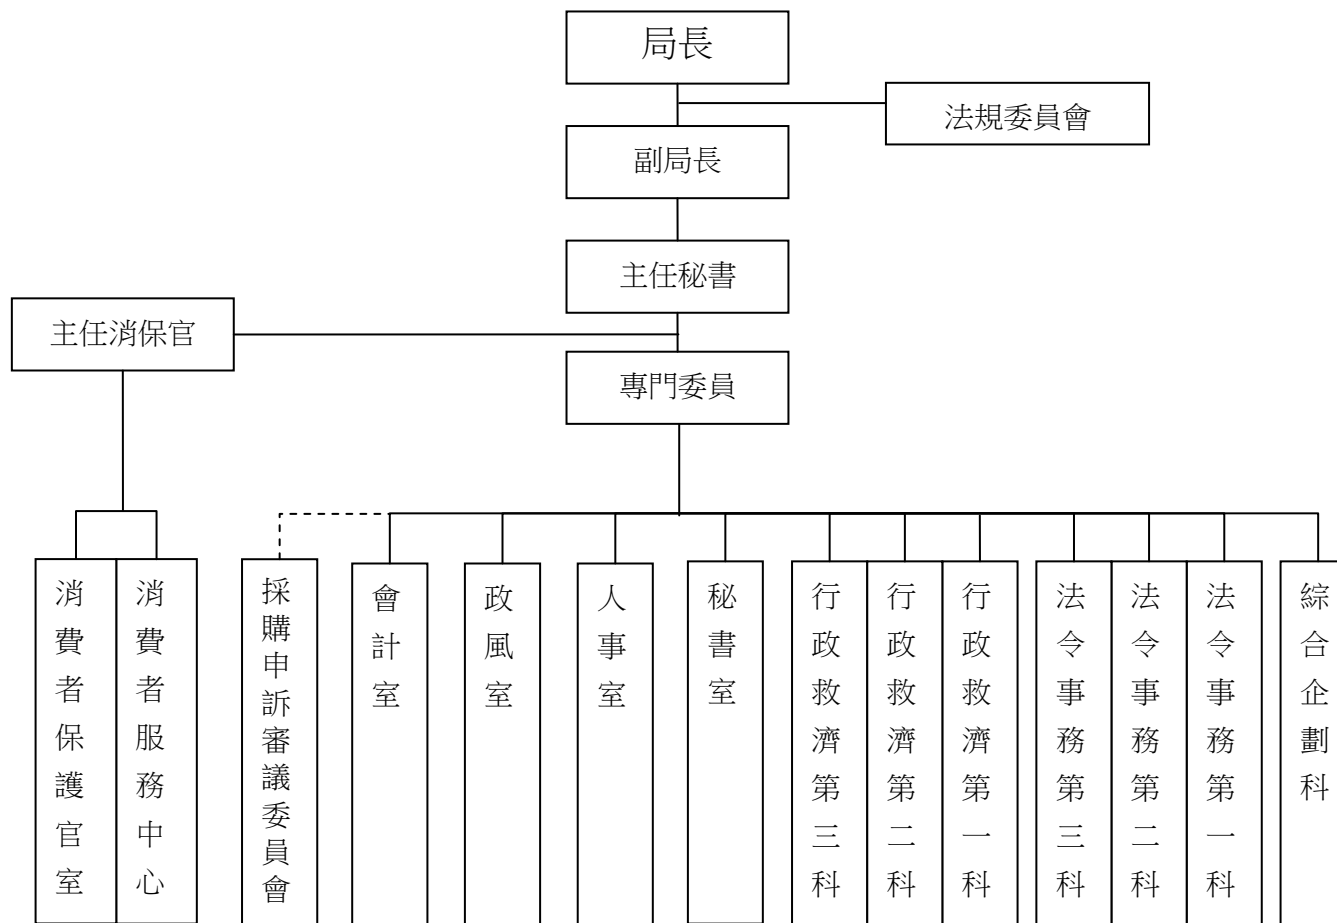 局長
法規委員會
副局長
主任秘書
主任消保官
專門委員
消費者保護官室
消費者服務中心
採購申訴審議委員會
會計室
政風室
人事室
秘書室
行政救濟第三科
行政救濟第二科
行政救濟第一科
法令事務第三科
法令事務第二科
法令事務第一科
綜合企劃科